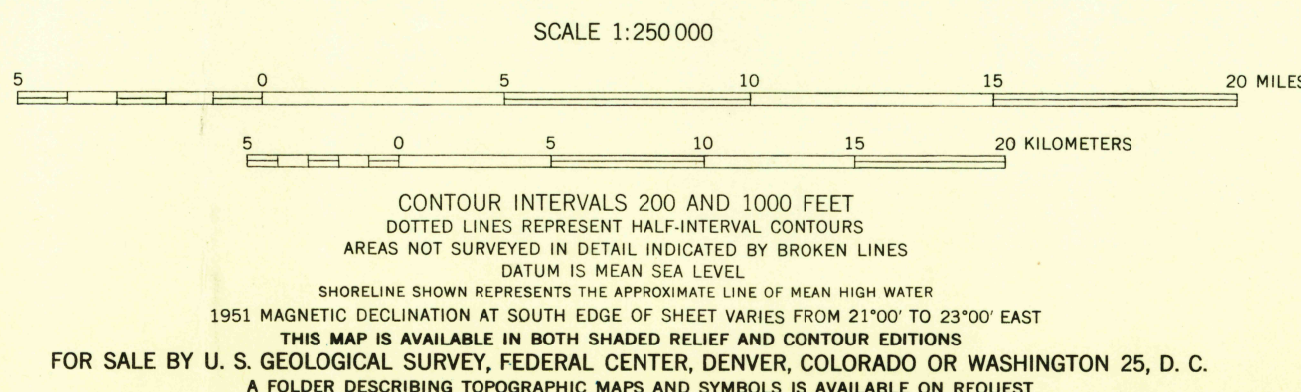 SCALE 1:250 000
5 0 5 10 15 20 MILES
5 0 5 10 15 20 KILOMETERS
CONTOUR INTERVALS 200 AND 1000 FEET
DOTTED LINES REPRESENT HALF-INTERVAL CONTOURS
AREAS NOT SURVEYED IN DETAIL INDICATED BY BROKEN LINES
DATUM IS MEAN SEA LEVEL
SHORELINE SHOWN REPRESENTS THE APPROXIMATE LINE OF MEAN HIGH WATER
1951 MAGNETIC DECLINATION AT SOUTH EDGE OF SHEET VARIES FROM 21°00' TO 23°00' EAST
THIS MAP IS AVAILABLE IN BOTH SHADED RELIEF AND CONTOUR EDITIONS
FOR SALE BY U. S. GEOLOGICAL SURVEY, FEDERAL CENTER, DENVER, COLORADO OR WASHINGTON 25, D. C.
A FOLDER DESCRIBING TOPOGRAPHIC MAPS AND SYMBOLS IS AVAILABLE ON REQUEST